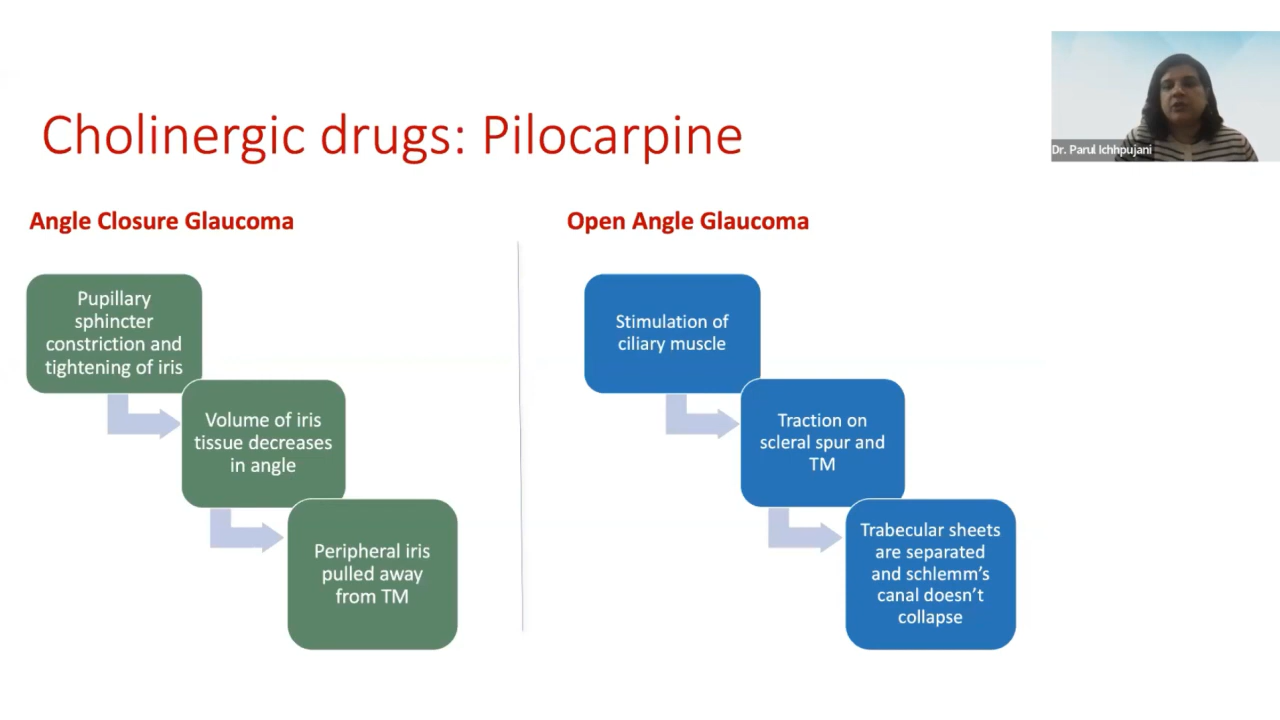 Cholinergic drugs: Pilocarpine
Dr. Parul Ichhpujani
Angle Closure Glaucoma
Pupillary
sphincter
constriction and
tightening of iris
Volume of iris
tissue decreases
in angle
Peripheral iris
pulled away
from TM
Open Angle Glaucoma
Stimulation of
ciliary muscle
Traction on
scleral spur and
TM
Trabecular sheets
are separated
and schlemm's
canal doesn't
collapse